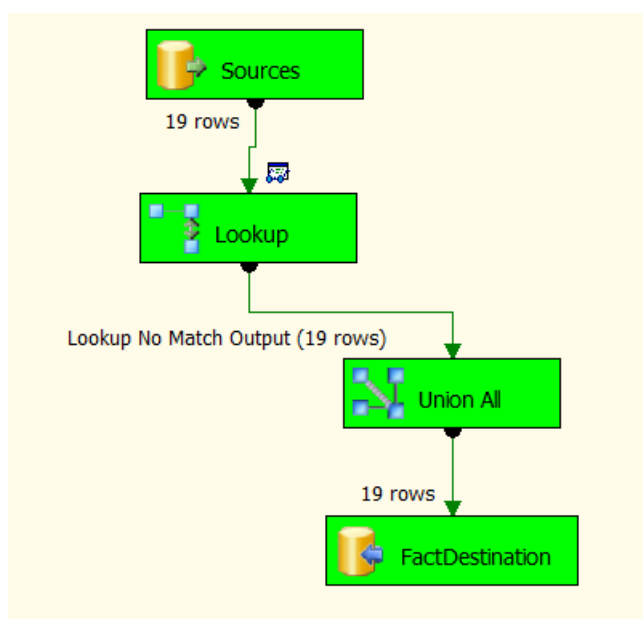 Sources
19 rows
Lookup
Lookup No Match Output (19 rows)
Union All
19 rows
FactDestination